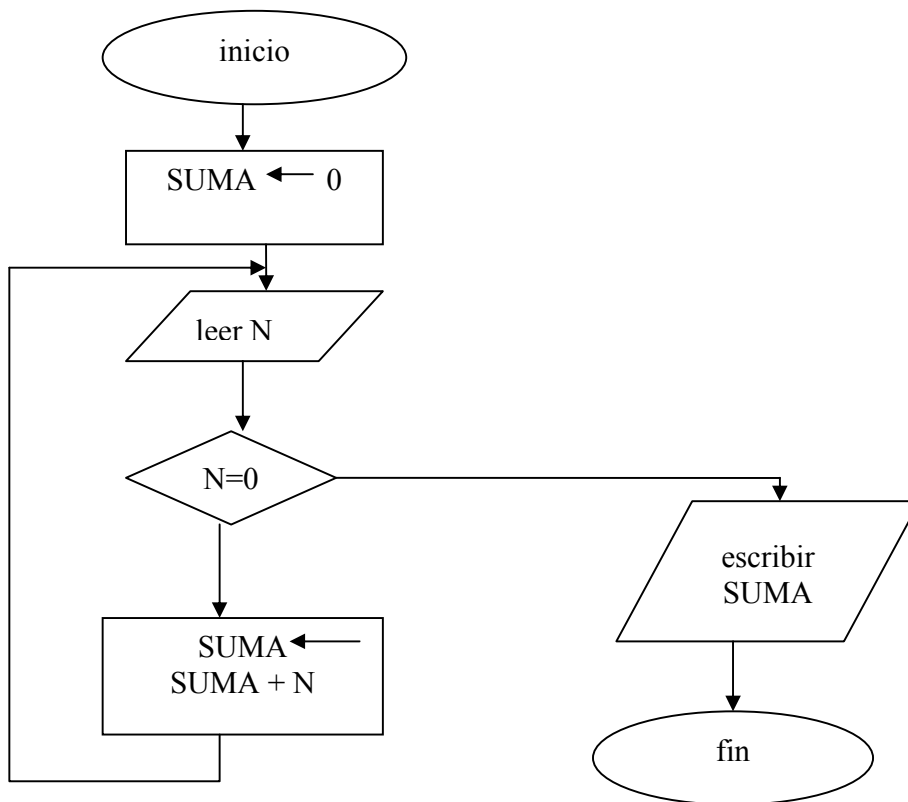 inicio
SUMA ← 0
leer N
N=0
SUMA ←
SUMA + N
escribir
SUMA
fin